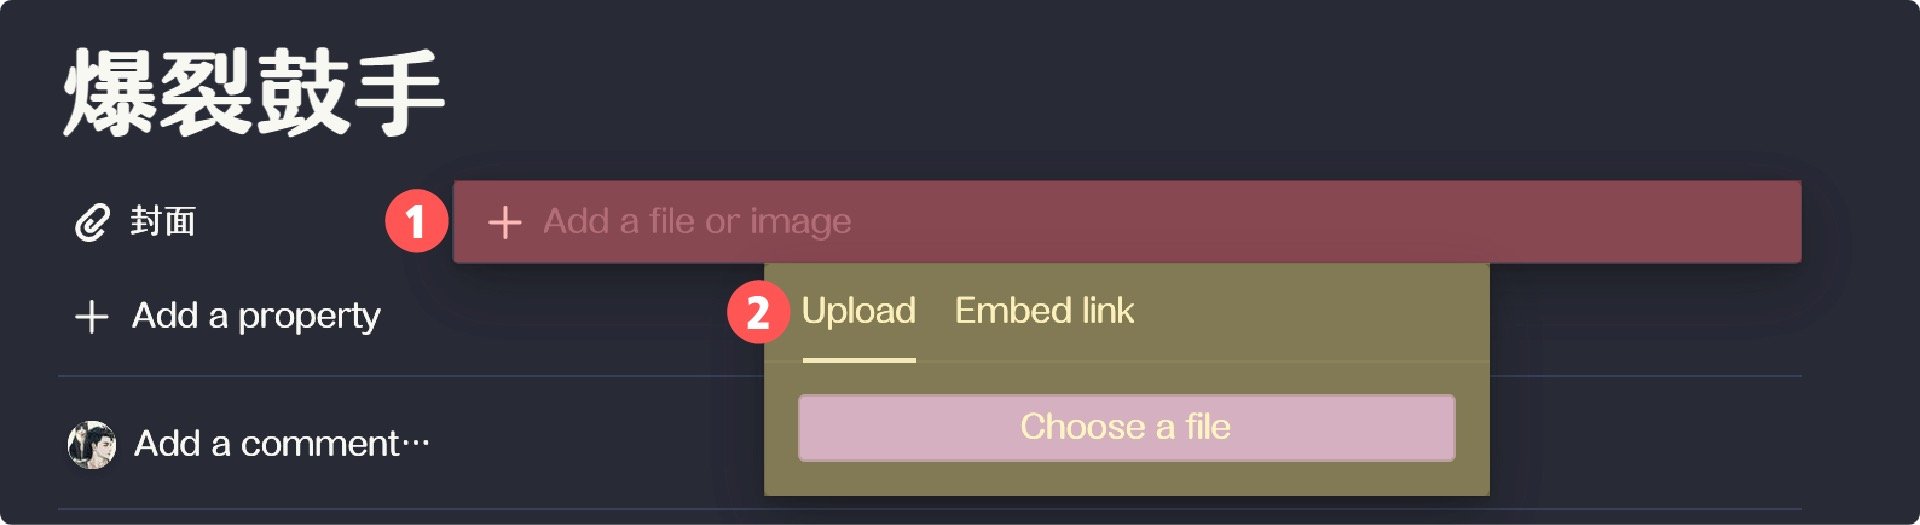 爆裂鼓手
封面
1
+ Add a file or image
+ Add a property
2
Upload Embed link
Choose a file
Add a comment…